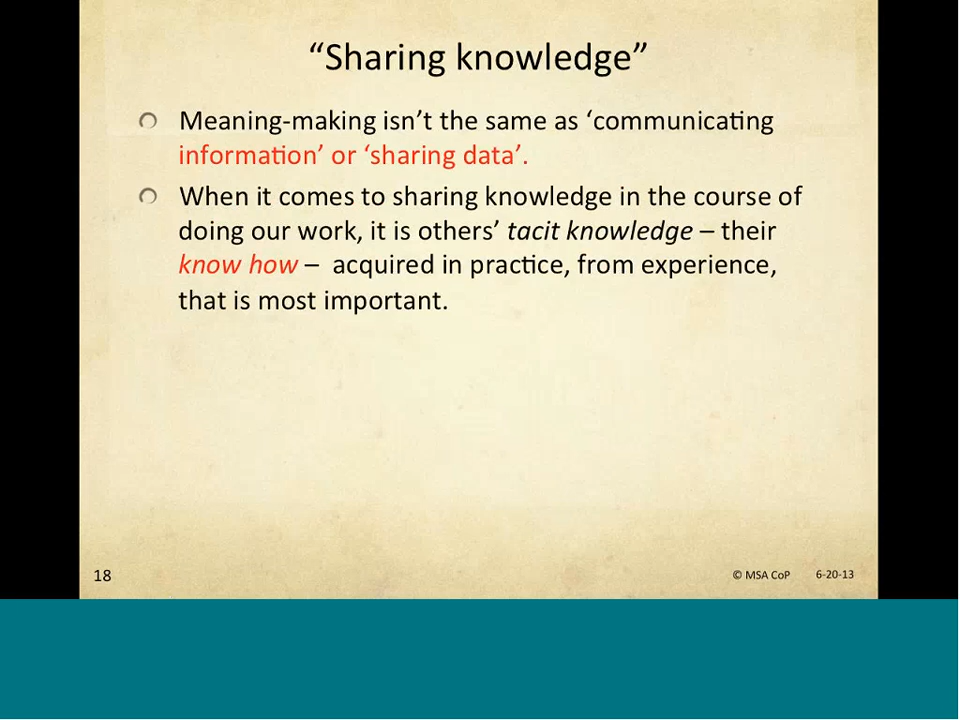 “Sharing knowledge”
Meaning-making isn’t the same as ‘communicating
information’ or ‘sharing data’.
When it comes to sharing knowledge in the course of
doing our work, it is others’ tacit knowledge – their
know how – acquired in practice, from experience,
that is most important.
18
© MSA CoP 6-20-13